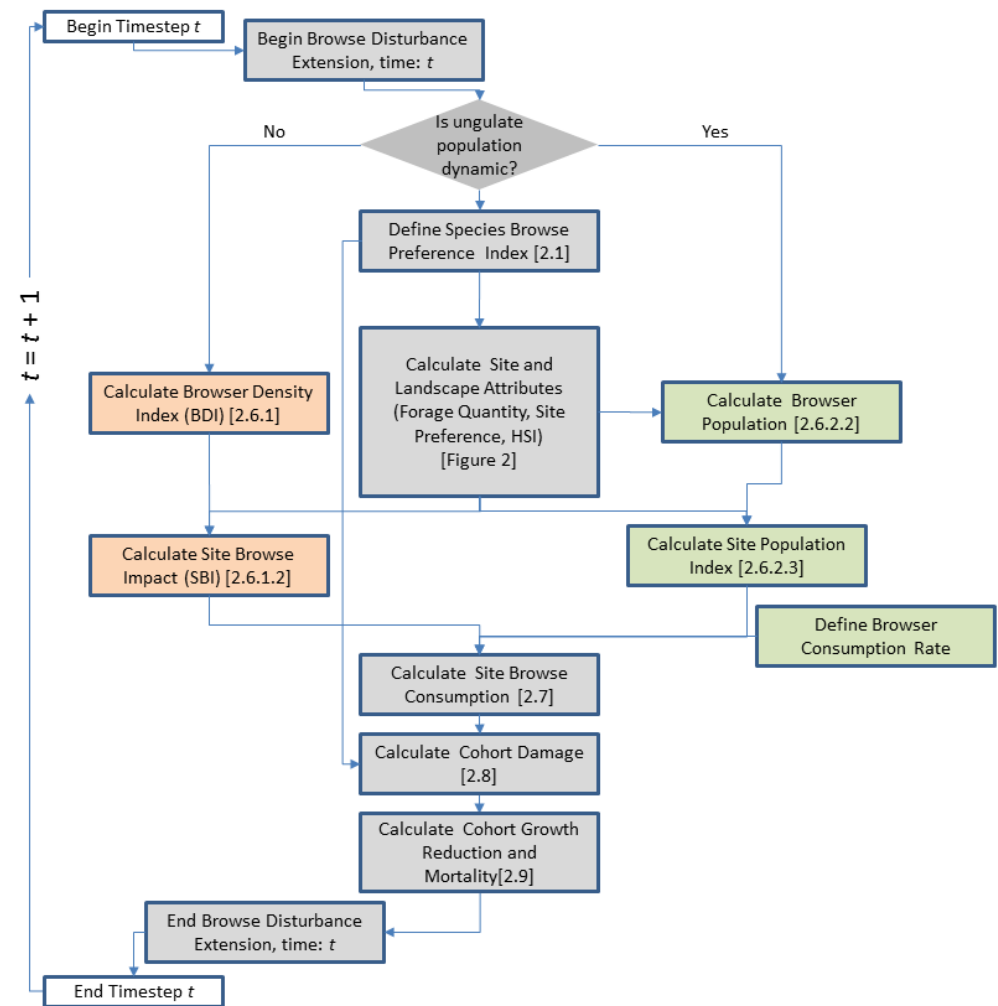 Begin Timestep t
Begin Browse Disturbance
Extension, time: t
Is ungulate
population
dynamic?
No
Yes
Define Species Browse
Preference Index [2.1]
t = t + 1
Calculate Site and
Landscape Attributes
(Forage Quantity, Site
Preference, HSI)
[Figure 2]
Calculate Browser Density
Index (BDI) [2.6.1]
Calculate Browser
Population [2.6.2.2]
Calculate Site Browse
Impact (SBI) [2.6.1.2]
Calculate Site Population
Index [2.6.2.3]
Define Browser
Consumption Rate
Calculate Site Browse
Consumption [2.7]
Calculate Cohort Damage
[2.8]
Calculate Cohort Growth
Reduction and
Mortality[2.9]
End Browse Disturbance
Extension, time: t
End Timestep t